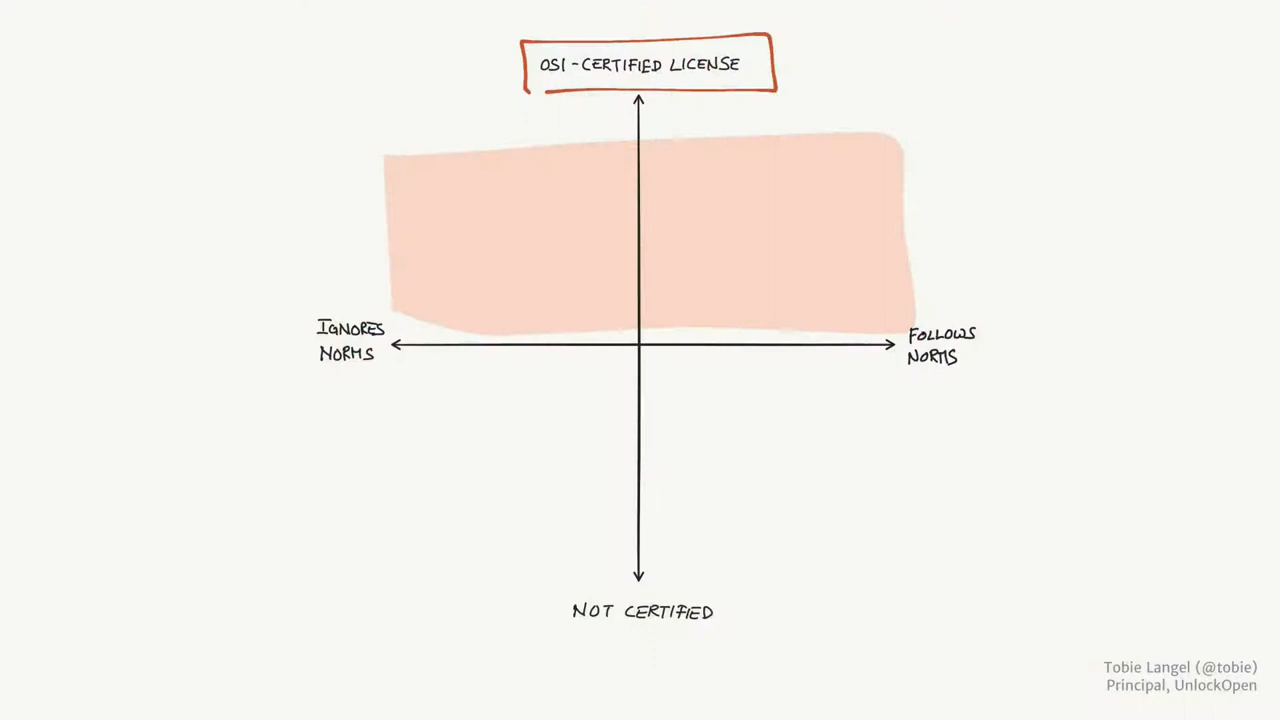 OSI-CERTIFIED LICENSE
IGNORES
NORMS
FOLLOWS
NORMS
NOT CERTIFIED
Tobie Langel (@tobie)
Principal, UnlockOpen